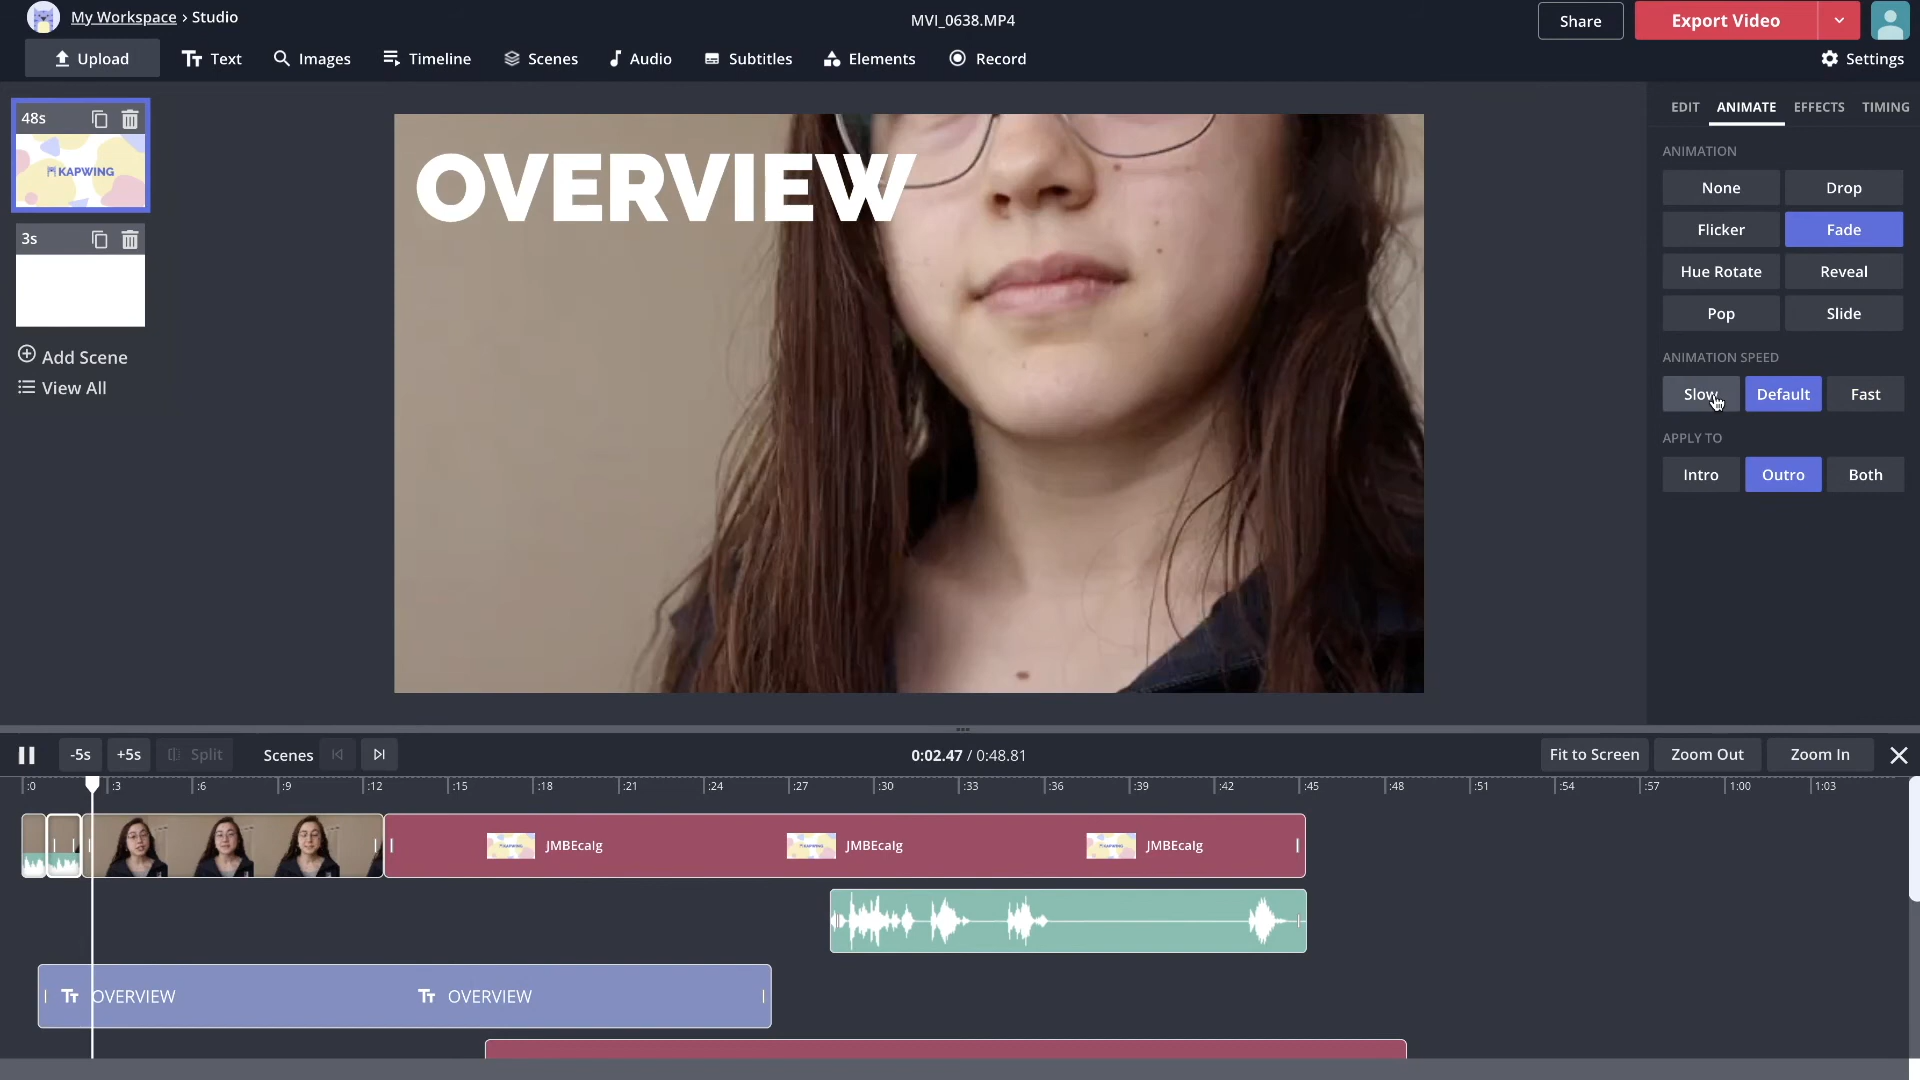 My Workspace › Studio
MVI_0638.MP4
Share
Export Video
Upload
Text
Images
Timeline
Scenes
Audio
Subtitles
Elements
Record
Settings
48s
KAPWING
3s
Add Scene
View All
OVERVIEW
EDIT
ANIMATE
EFFECTS
TIMING
ANIMATION
None
Drop
Flicker
Fade
Hue Rotate
Reveal
Pop
Slide
ANIMATION SPEED
Slow
Default
Fast
APPLY TO
Intro
Outro
Both
-5s
+5s
Split
Scenes
0:02.47 / 0:48.81
Fit to Screen
Zoom Out
Zoom In
:0 :3 :6 :9 :12 :15 :18 :21 :24 :27 :30 :33 :36 :39 :42 :45 :48 :51 :54 :57 1:00 1:03
JMBEcalg
JMBEcalg
JMBEcalg
Tт OVERVIEW
Tт OVERVIEW